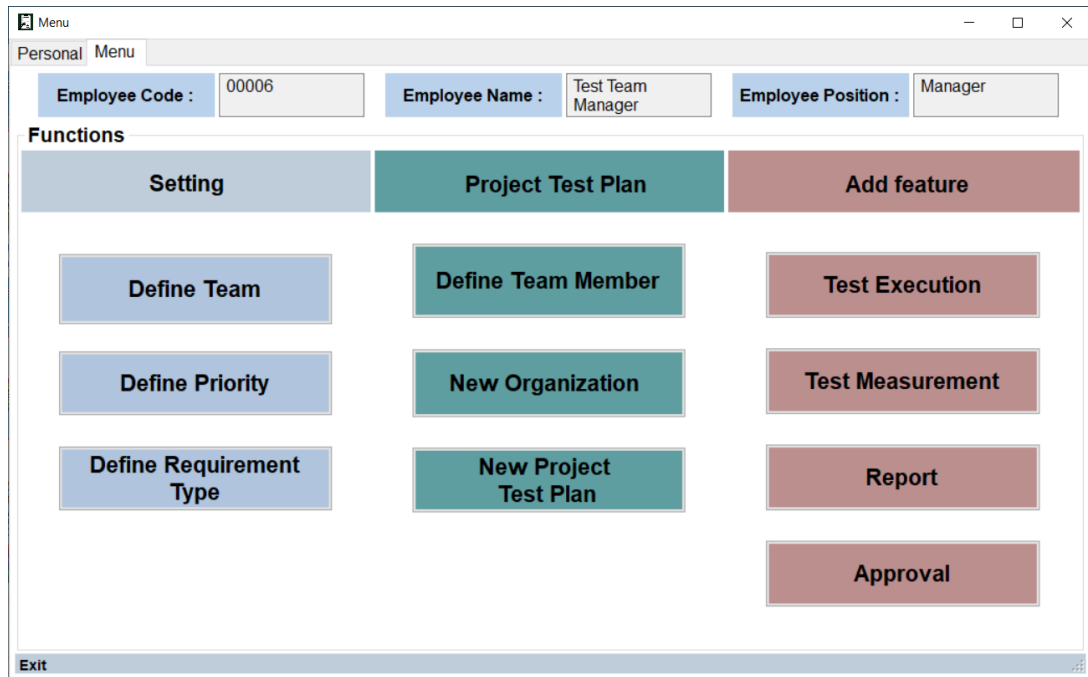 Menu
Personal Menu
Employee Code : 00006 Employee Name : Test Team Manager Employee Position : Manager
Functions
Setting Project Test Plan Add feature
Define Team
Define Priority
Define Requirement
Type
Define Team Member
New Organization
New Project
Test Plan
Test Execution
Test Measurement
Report
Approval
Exit